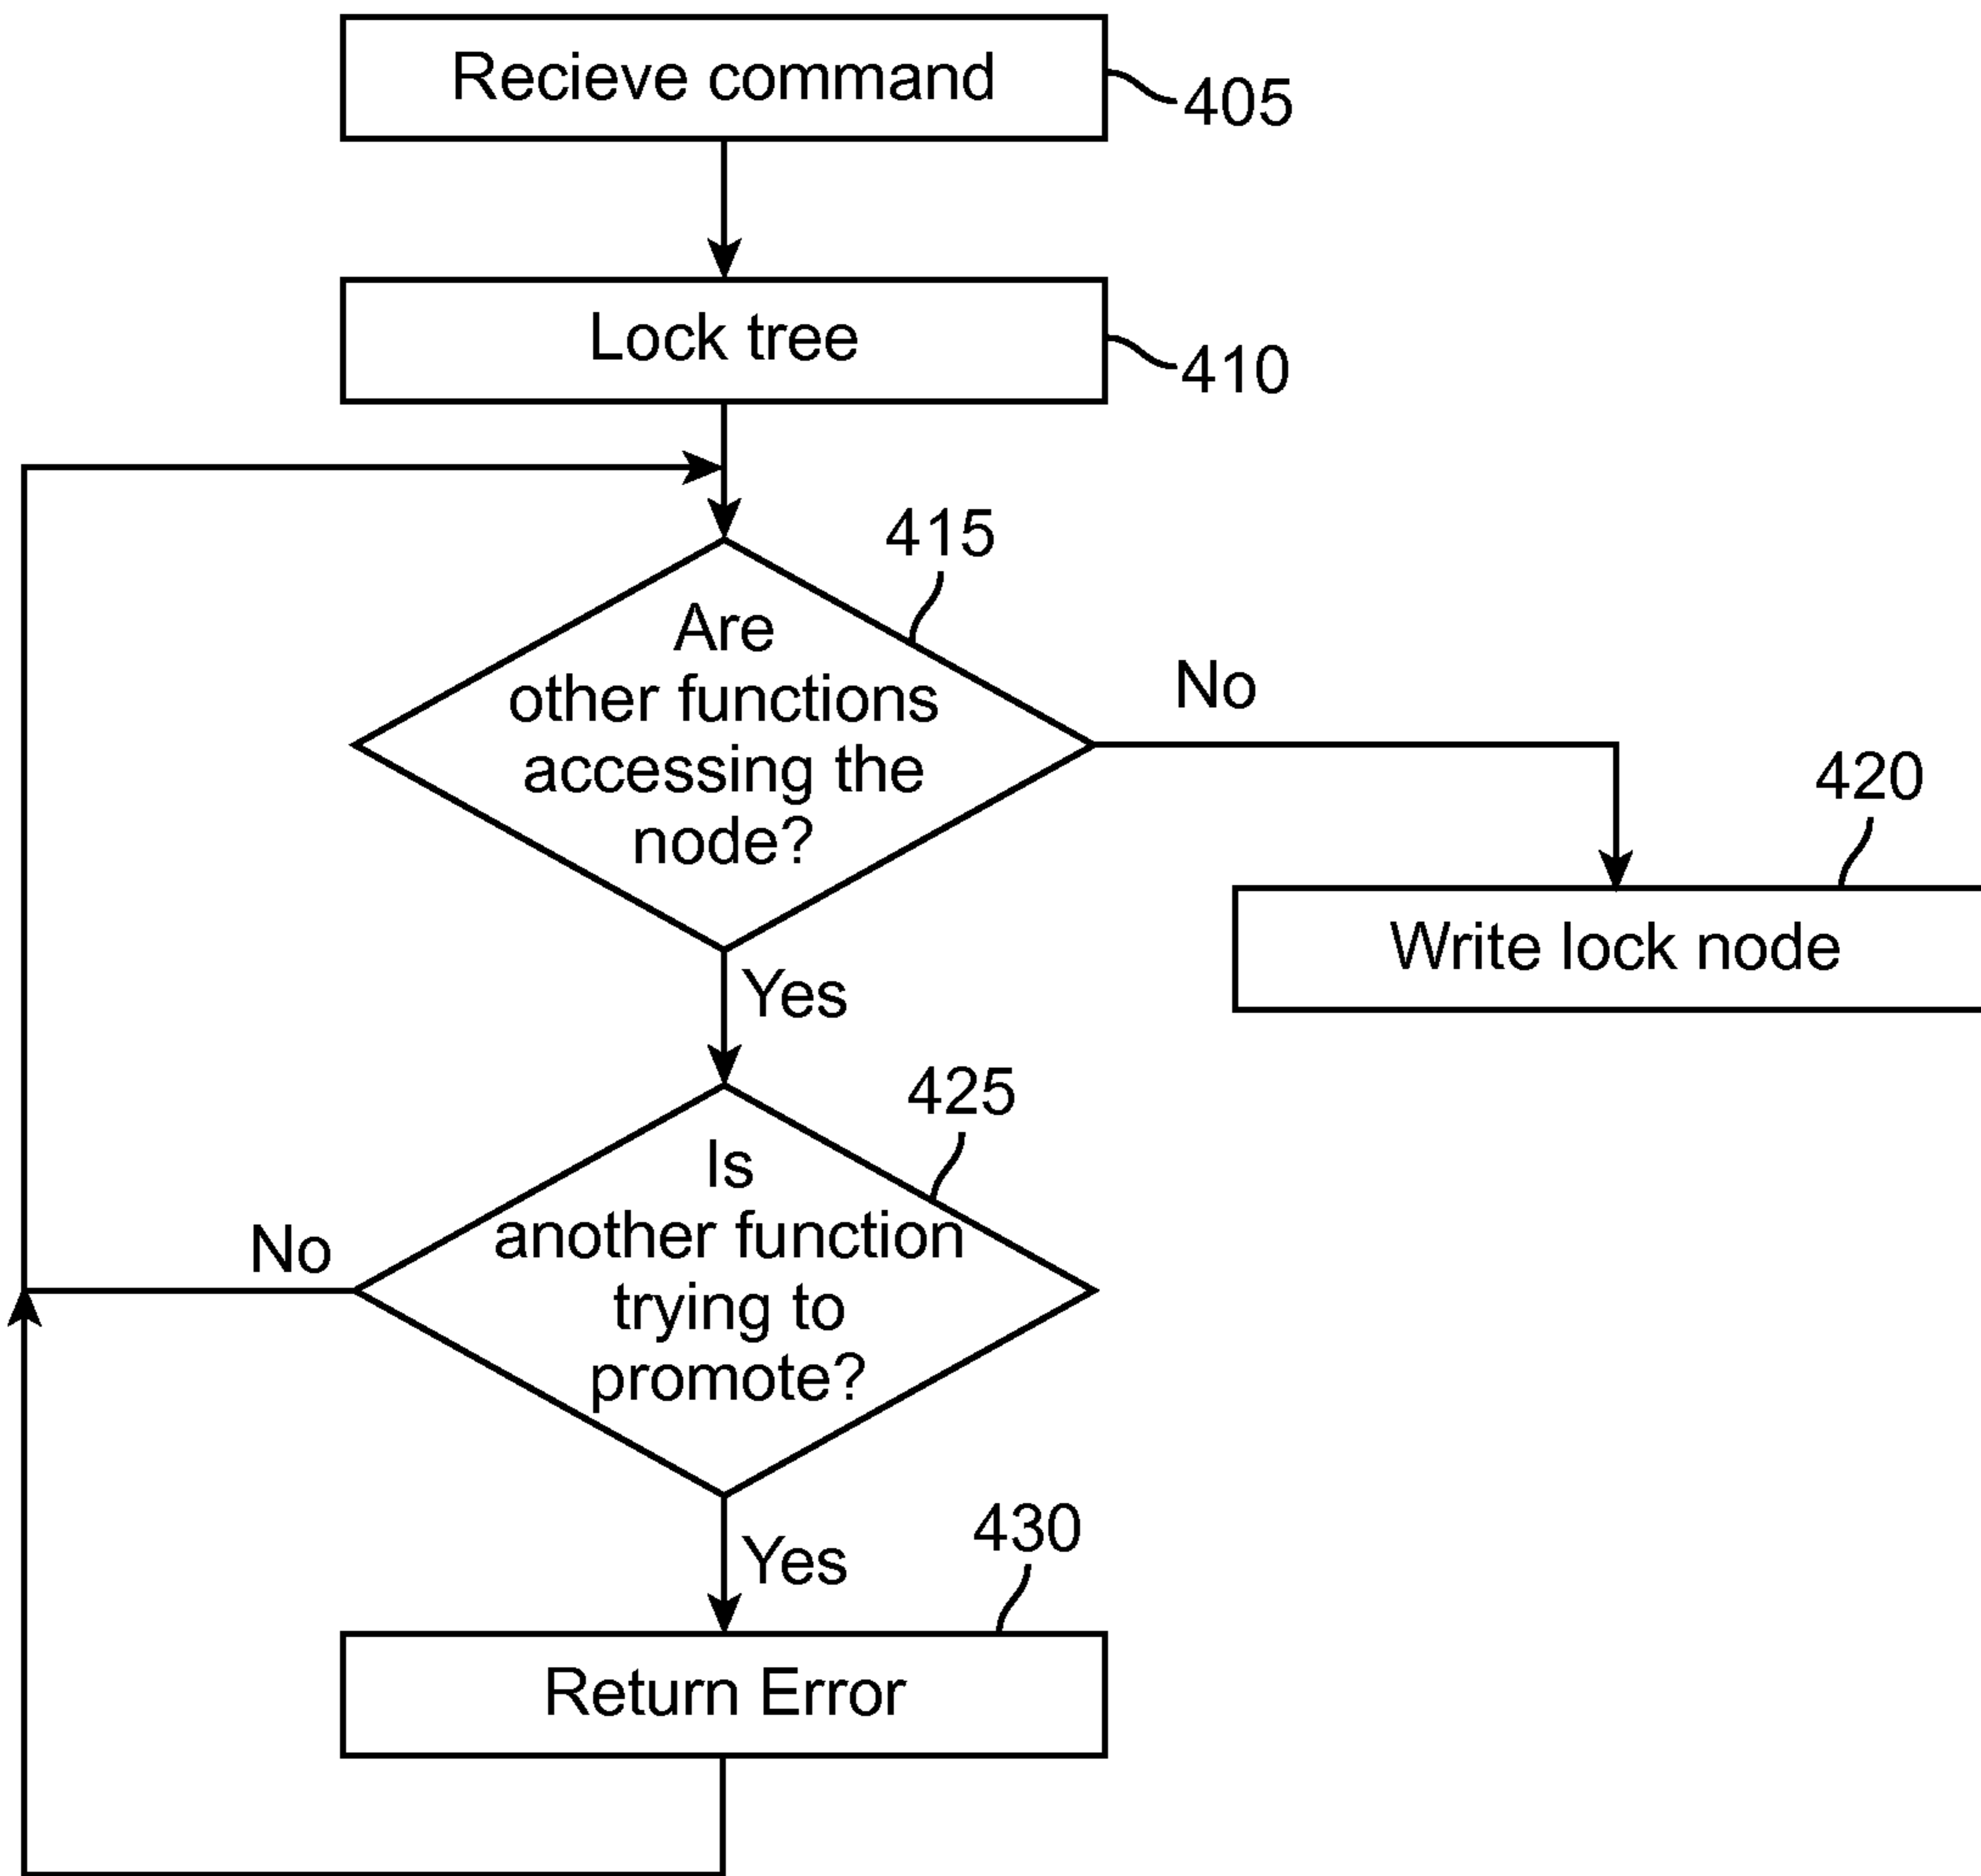 Recieve command
405
Lock tree
410
415
Are
other functions
accessing the
node?
No
420
Write lock node
Yes
425
Is
another function
trying to
promote?
No
Yes
430
Return Error